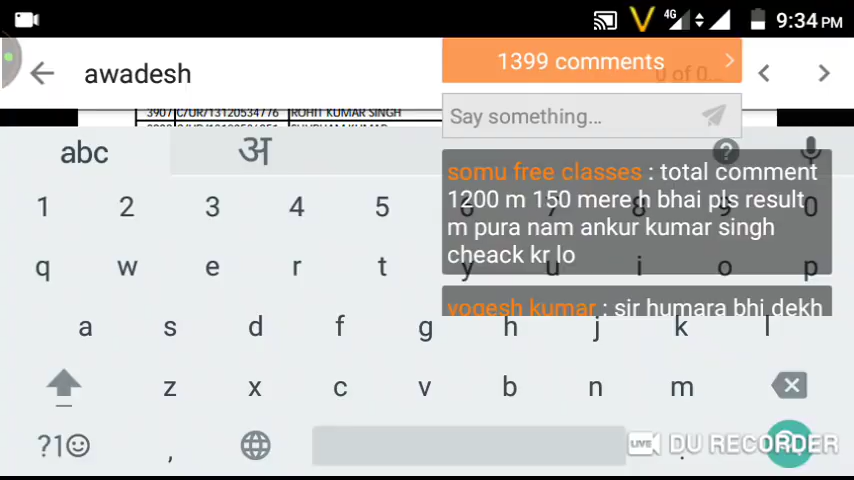 4G 9:34 PM
awadesh
0 of 0...
1399 comments
3907 C/UR/13120534776 ROHIT KUMAR SINGH
Say something...
abc अ
somu free classes : total comment
1200 m 150 mere h bhai pls result
m pura nam ankur kumar singh
cheack kr lo
yogesh kumar : sir humara bhi dekh
1 2 3 4 5 6 7 8 9 0
q w e r t y u i o p
a s d f g h j k l
z x c v b n m
?1 , .
LIVE DU RECORDER